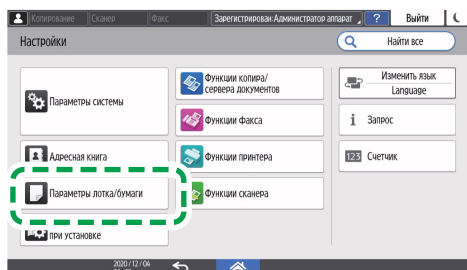 Копирование Сканер Факс Зарегистрирован:Администратор аппарат ? Выйти
Настройки
Найти все
Параметры системы
Функции копира/
сервера документов
Изменить язык
Language
Функции факса
i Запрос
Адресная книга
Функции принтера
123 Счетчик
Параметры лотка/бумаги
Функции сканера
при установке
2020/12/04